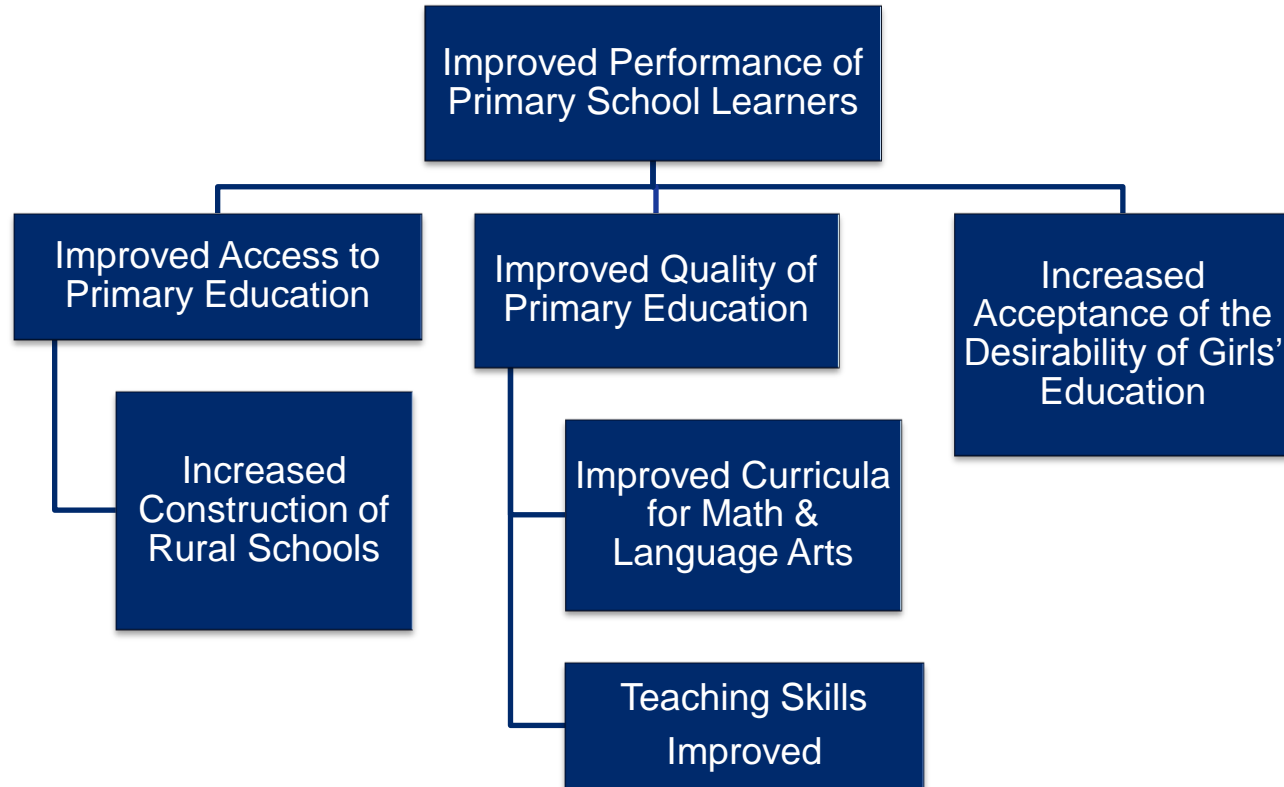 Improved Performance of
Primary School Learners
Improved Access to
Primary Education
Improved Quality of
Primary Education
Increased
Acceptance of the
Desirability of Girls’
Education
Increased
Construction of
Rural Schools
Improved Curricula
for Math &
Language Arts
Teaching Skills
Improved